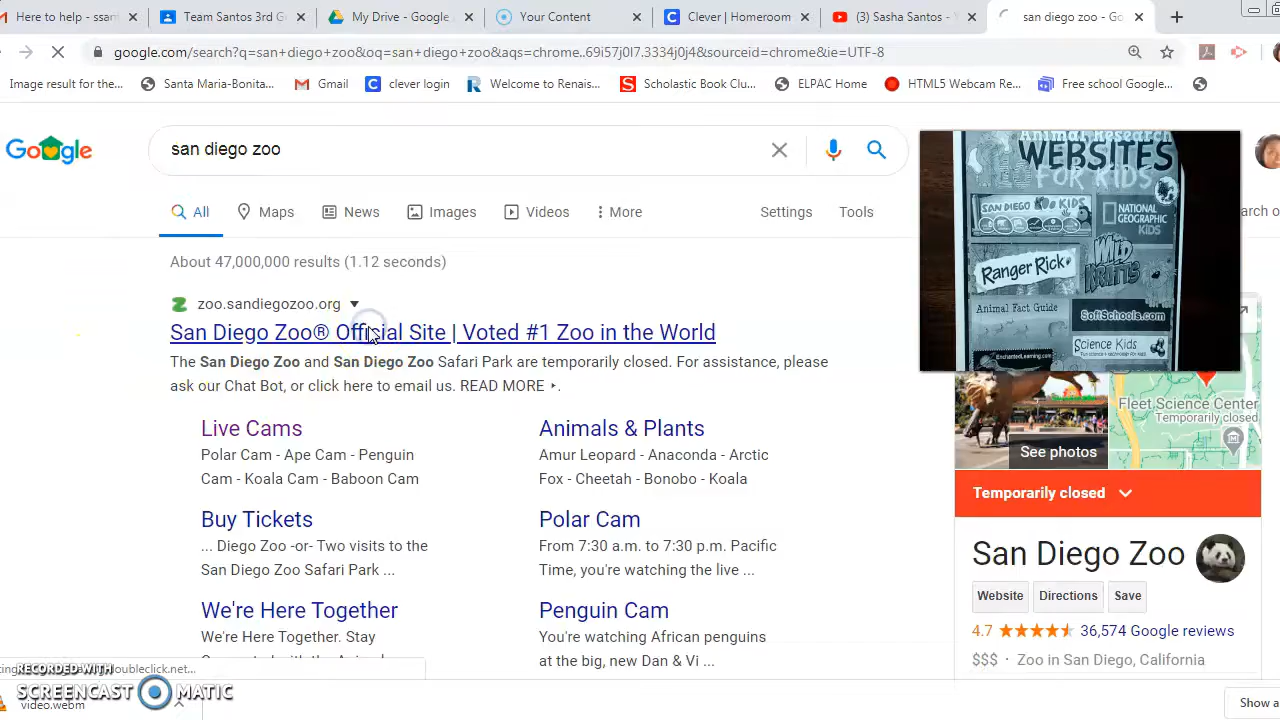 Here to help - ssant
Team Santos 3rd G
My Drive - Google
Your Content
Clever | Homeroom
(3) Sasha Santos - Y
san diego zoo - Go
google.com/search?q=san+diego+zoo&oq=san+diego+zoo&aqs=chrome..69i57j0l7.3334j0j4&sourceid=chrome&ie=UTF-8
Image result for the...
Santa Maria-Bonita...
Gmail
clever login
Welcome to Renais...
Scholastic Book Clu...
ELPAC Home
HTML5 Webcam Re...
Free school Google...
Google
san diego zoo
All
Maps
News
Images
Videos
More
Settings
Tools
About 47,000,000 results (1.12 seconds)
zoo.sandiegozoo.org
San Diego Zoo® Official Site | Voted #1 Zoo in the World
The San Diego Zoo and San Diego Zoo Safari Park are temporarily closed. For assistance, please
ask our Chat Bot, or click here to email us. READ MORE ‣.
Live Cams
Polar Cam - Ape Cam - Penguin
Cam - Koala Cam - Baboon Cam
Animals & Plants
Amur Leopard - Anaconda - Arctic
Fox - Cheetah - Bonobo - Koala
Buy Tickets
... Diego Zoo -or- Two visits to the
San Diego Zoo Safari Park ...
Polar Cam
From 7:30 a.m. to 7:30 p.m. Pacific
Time, you're watching the live ...
We're Here Together
We're Here Together. Stay
Penguin Cam
You're watching African penguins
at the big, new Dan & Vi ...
Animal Research
WEBSITES
FOR KIDS
SAN DIEGO ZOO KIDS
NATIONAL
GEOGRAPHIC
KIDS
Ranger Rick
WILD
KRATTS
Animal Fact Guide
SoftSchools.com
Science Kids
EnchantedLearning.com
Fleet Science Center
Temporarily closed
See photos
Temporarily closed
San Diego Zoo
Website
Directions
Save
4.7
36,574 Google reviews
$$$ · Zoo in San Diego, California
doubleclick.net...
RECORDED WITH
SCREENCAST MATIC
video.webm
Show a